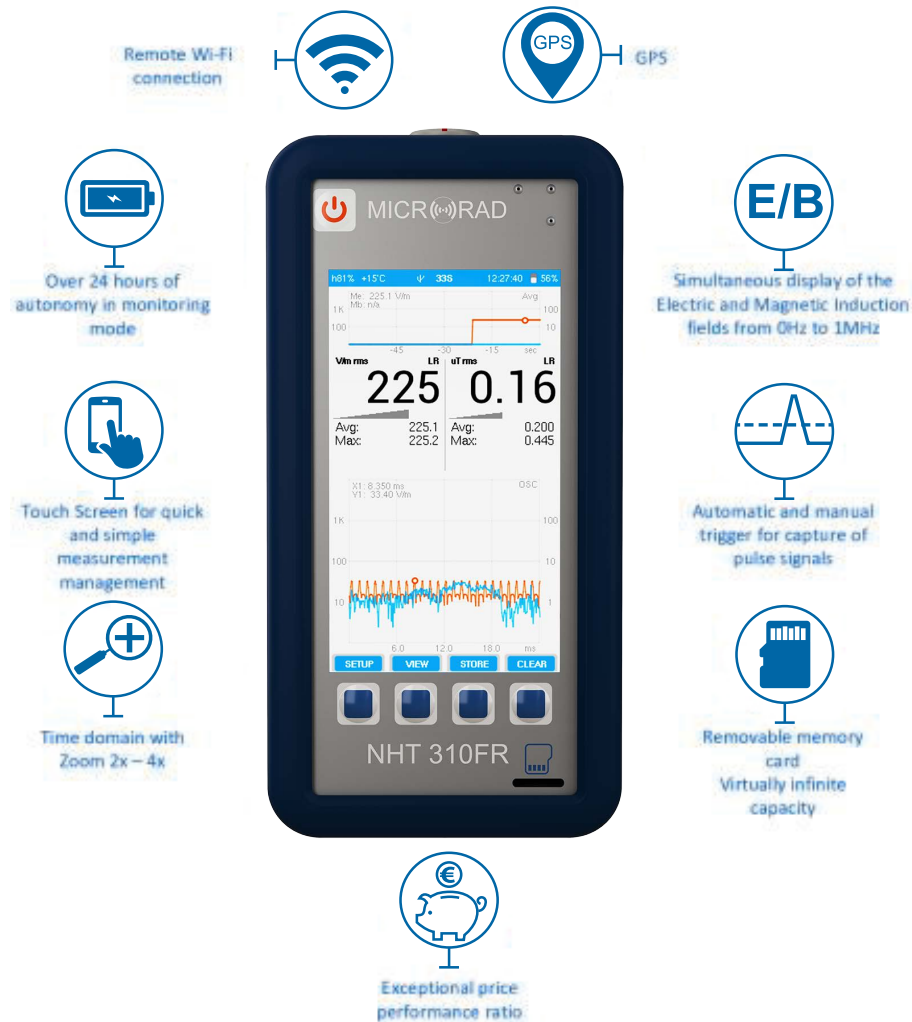 Remote Wi-Fi
connection
GPS
GPS
Over 24 hours of
autonomy in monitoring
mode
E/B
Simultaneous display of the
Electric and Magnetic Induction
fields from 0Hz to 1MHz
Touch Screen for quick
and simple
measurement
management
Automatic and manual
trigger for capture of
pulse signals
Time domain with
Zoom 2x – 4x
Removable memory
card
Virtually infinite
capacity
MICRORAD
h81% +15°C 33S 12:27:40 56%
Me: 225.1 V/m Avg
Mb: n/a
1K 100
100 10
-45 -30 -15 sec
V/m rms LR uT rms LR
225 0.16
Avg: 225.1 Avg: 0.200
Max: 225.2 Max: 0.445
X1: 8.350 ms OSC
Y1: 33.40 V/m
1K 100
100 10
10 1
6.0 12.0 18.0 ms
SETUP VIEW STORE CLEAR
NHT 310FR
€
Exceptional price
performance ratio